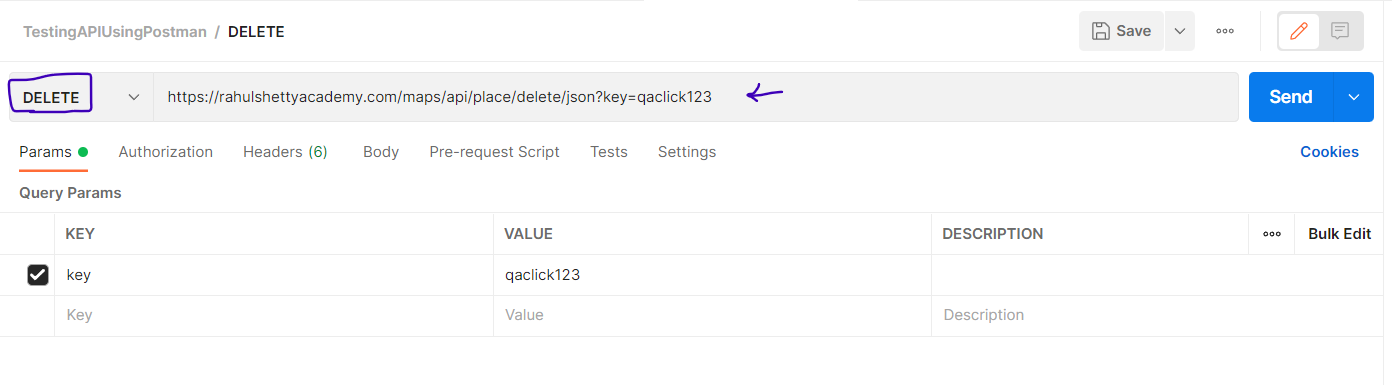 TestingAPIUsingPostman / DELETE Save
DELETE https://rahulshettyacademy.com/maps/api/place/delete/json?key=qaclick123 Send
Params Authorization Headers (6) Body Pre-request Script Tests Settings Cookies
Query Params
KEY VALUE DESCRIPTION Bulk Edit
key qaclick123
Key Value Description